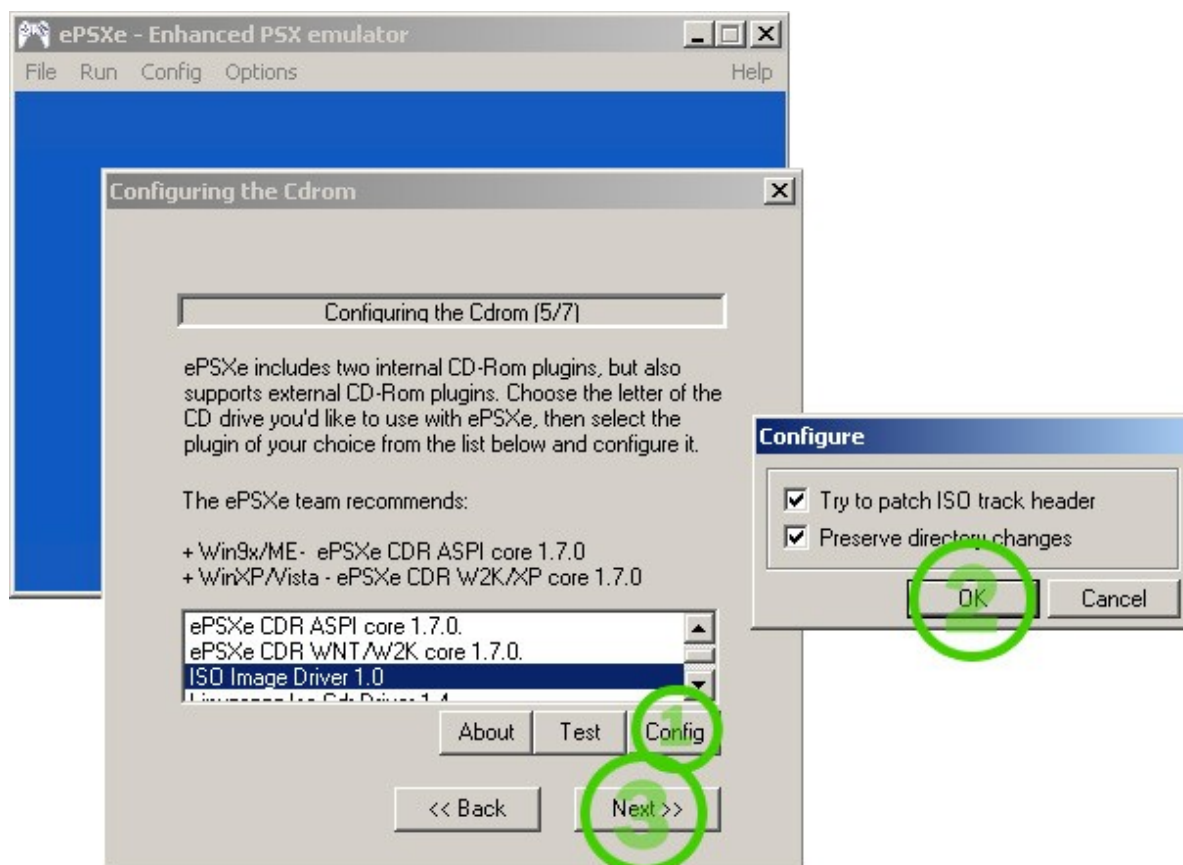 ePSXe - Enhanced PSX emulator
File Run Config Options Help
Configuring the Cdrom
Configuring the Cdrom (5/7)
ePSXe includes two internal CD-Rom plugins, but also
supports external CD-Rom plugins. Choose the letter of the
CD drive you'd like to use with ePSXe, then select the
plugin of your choice from the list below and configure it.
The ePSXe team recommends:
+ Win9x/ME- ePSXe CDR ASPI core 1.7.0
+ WinXP/Vista - ePSXe CDR W2K/XP core 1.7.0
ePSXe CDR ASPI core 1.7.0.
ePSXe CDR WNT/W2K core 1.7.0.
ISO Image Driver 1.0
About Test Config
1
<< Back Next >>
3
Configure
Try to patch ISO track header
Preserve directory changes
OK Cancel
2